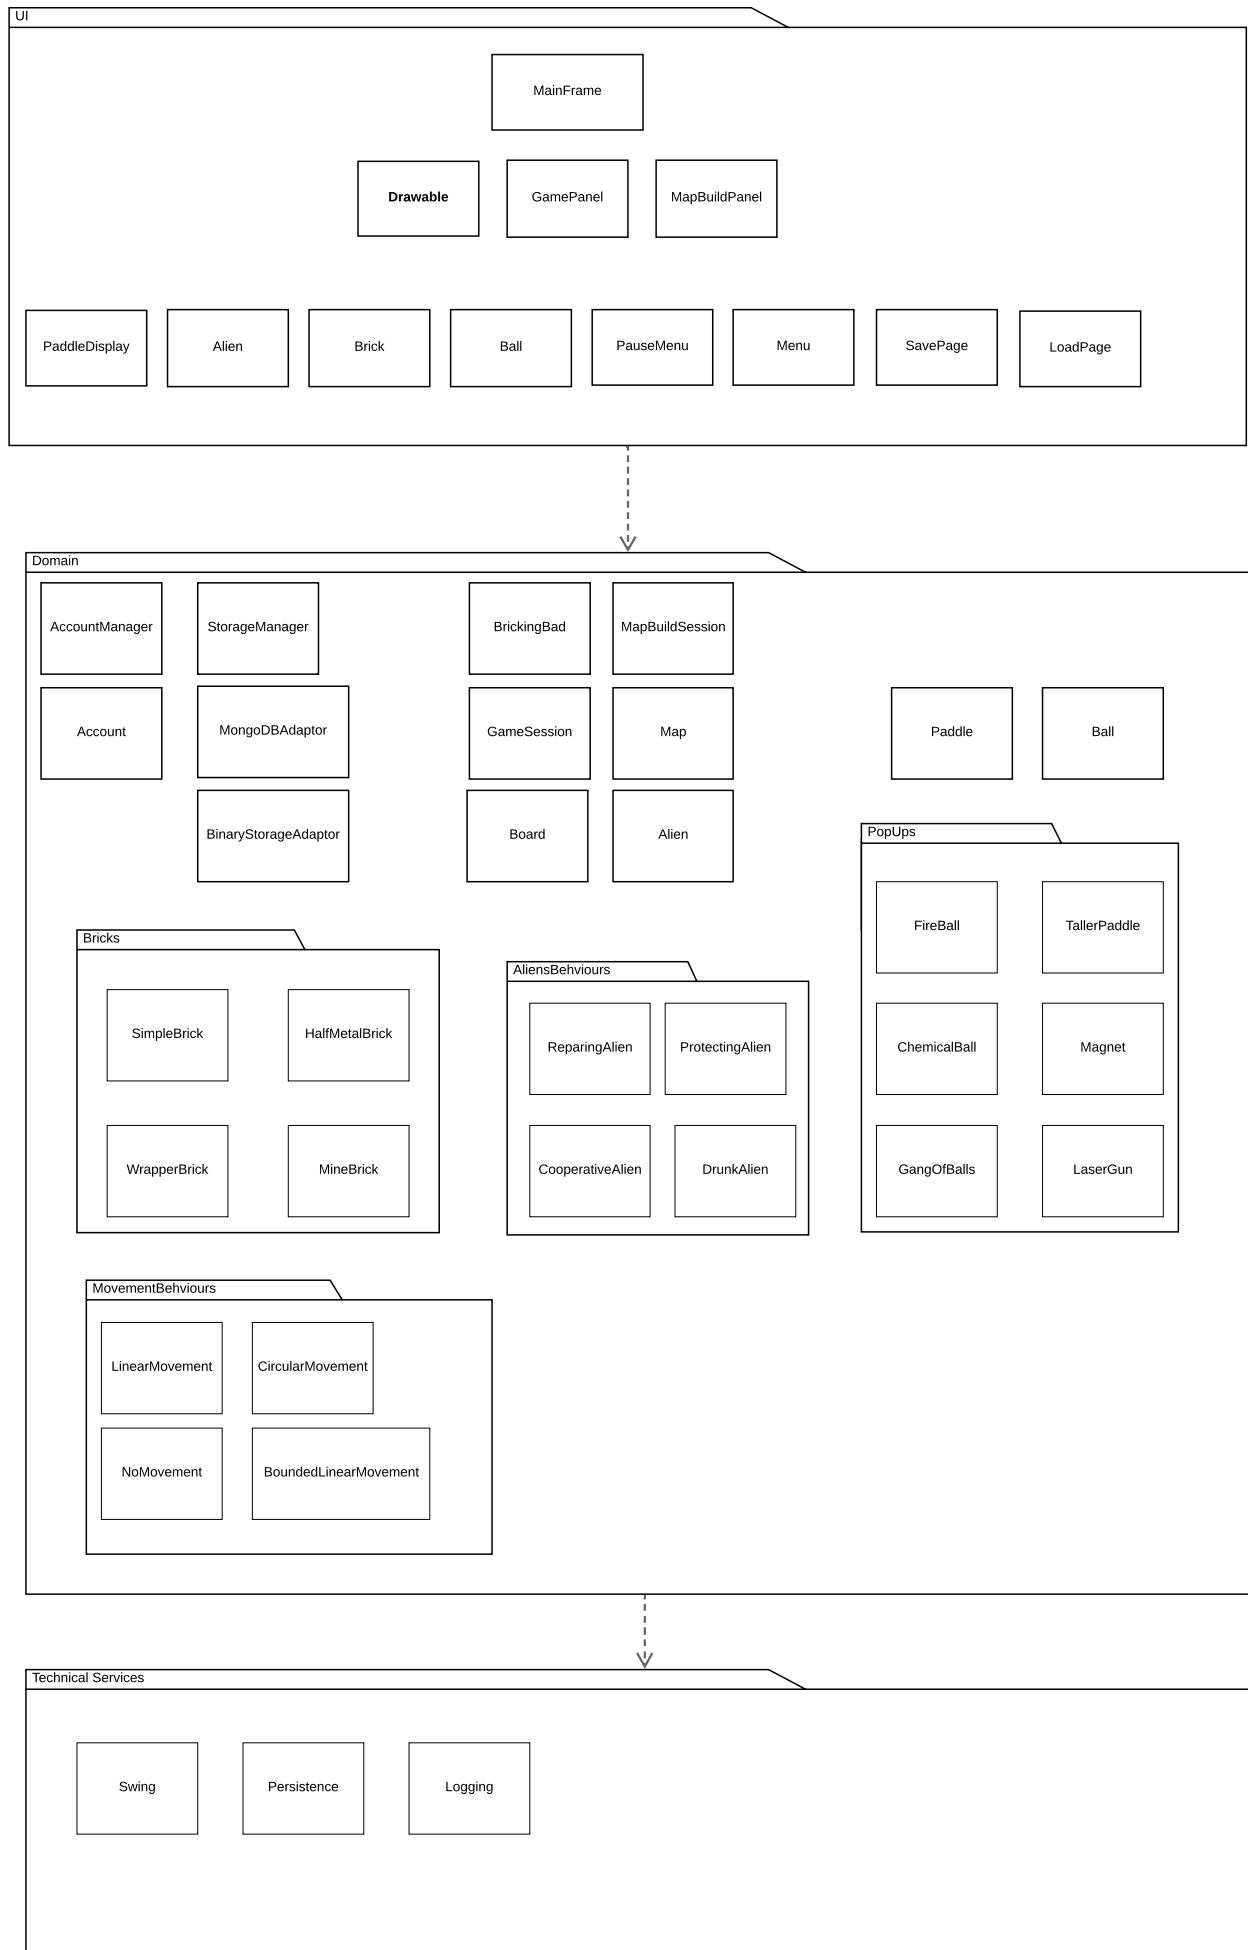 UI
MainFrame
Drawable
GamePanel
MapBuildPanel
PaddleDisplay
Alien
Brick
Ball
PauseMenu
Menu
SavePage
LoadPage
Domain
AccountManager
StorageManager
BrickingBad
MapBuildSession
Account
MongoDBAdaptor
GameSession
Map
Paddle
Ball
BinaryStorageAdaptor
Board
Alien
PopUps
FireBall
TallerPaddle
ChemicalBall
Magnet
GangOfBalls
LaserGun
Bricks
SimpleBrick
HalfMetalBrick
WrapperBrick
MineBrick
AliensBehviours
ReparingAlien
ProtectingAlien
CooperativeAlien
DrunkAlien
MovementBehviours
LinearMovement
CircularMovement
NoMovement
BoundedLinearMovement
Technical Services
Swing
Persistence
Logging